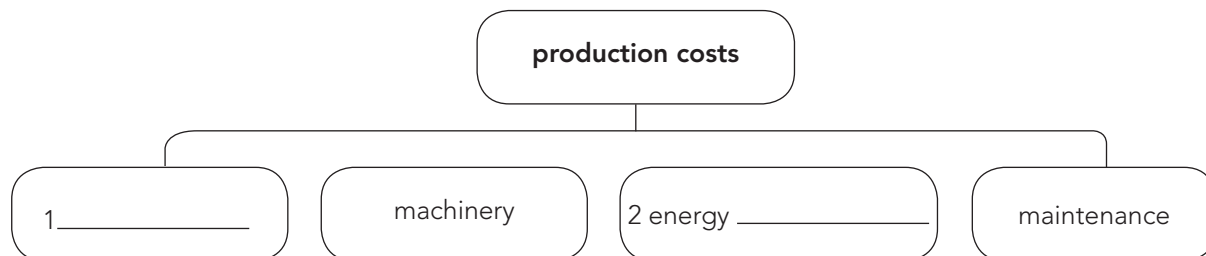 production costs
1
machinery
2 energy
maintenance